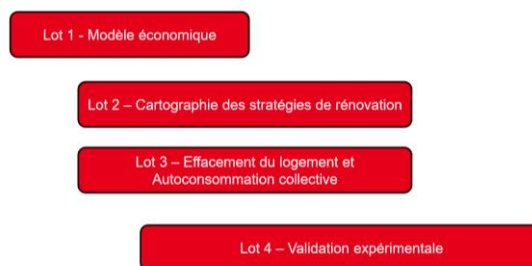 Lot 1 - Modèle économique
Lot 2 – Cartographie des stratégies de rénovation
Lot 3 – Effacement du logement et
Autoconsommation collective
Lot 4 – Validation expérimentale